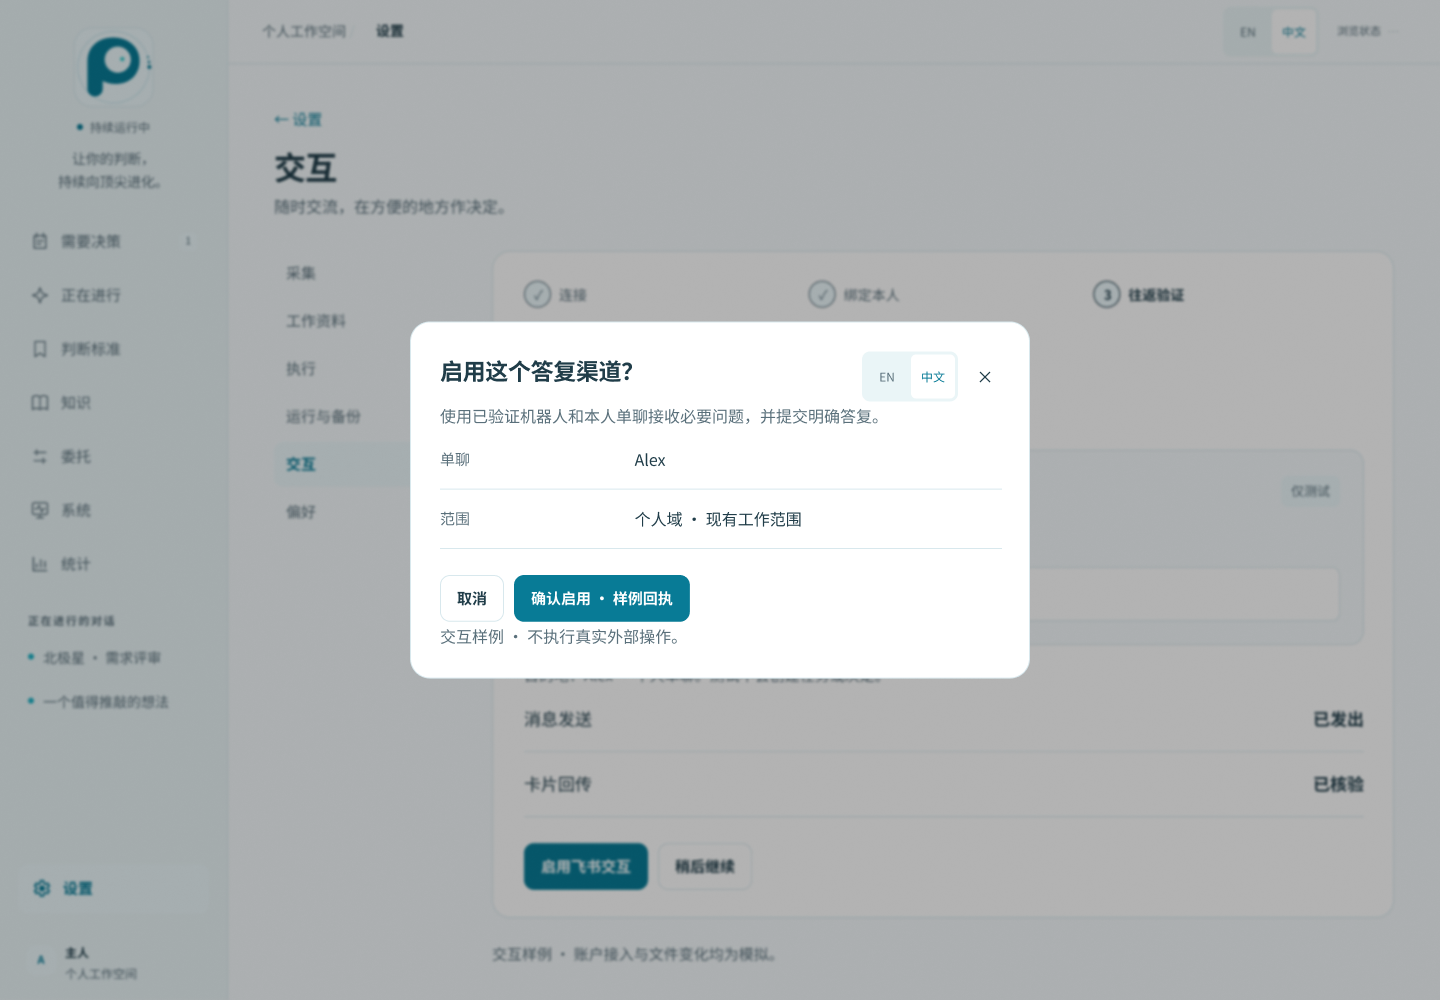 持续运行中
让你的判断，
持续向顶尖进化。
需要决策 1
正在进行
判断标准
知识
委托
系统
统计
正在进行的对话
北极星 · 需求评审
一个值得推敲的想法
设置
A 主人
个人工作空间
个人工作空间 / 设置
EN 中文 浏览状态
← 设置
交互
随时交流，在方便的地方作决定。
采集
工作资料
执行
运行与备份
交互
偏好
✓ 连接 ✓ 绑定本人 3 往返验证
仅测试
启用这个答复渠道？
EN 中文 ×
使用已验证机器人和本人单聊接收必要问题，并提交明确答复。
单聊 Alex
范围 个人域 · 现有工作范围
取消 确认启用 · 样例回执
交互样例 · 不执行真实外部操作。
消息发送 已发出
卡片回传 已核验
启用飞书交互 稍后继续
交互样例 · 账户接入与文件变化均为模拟。